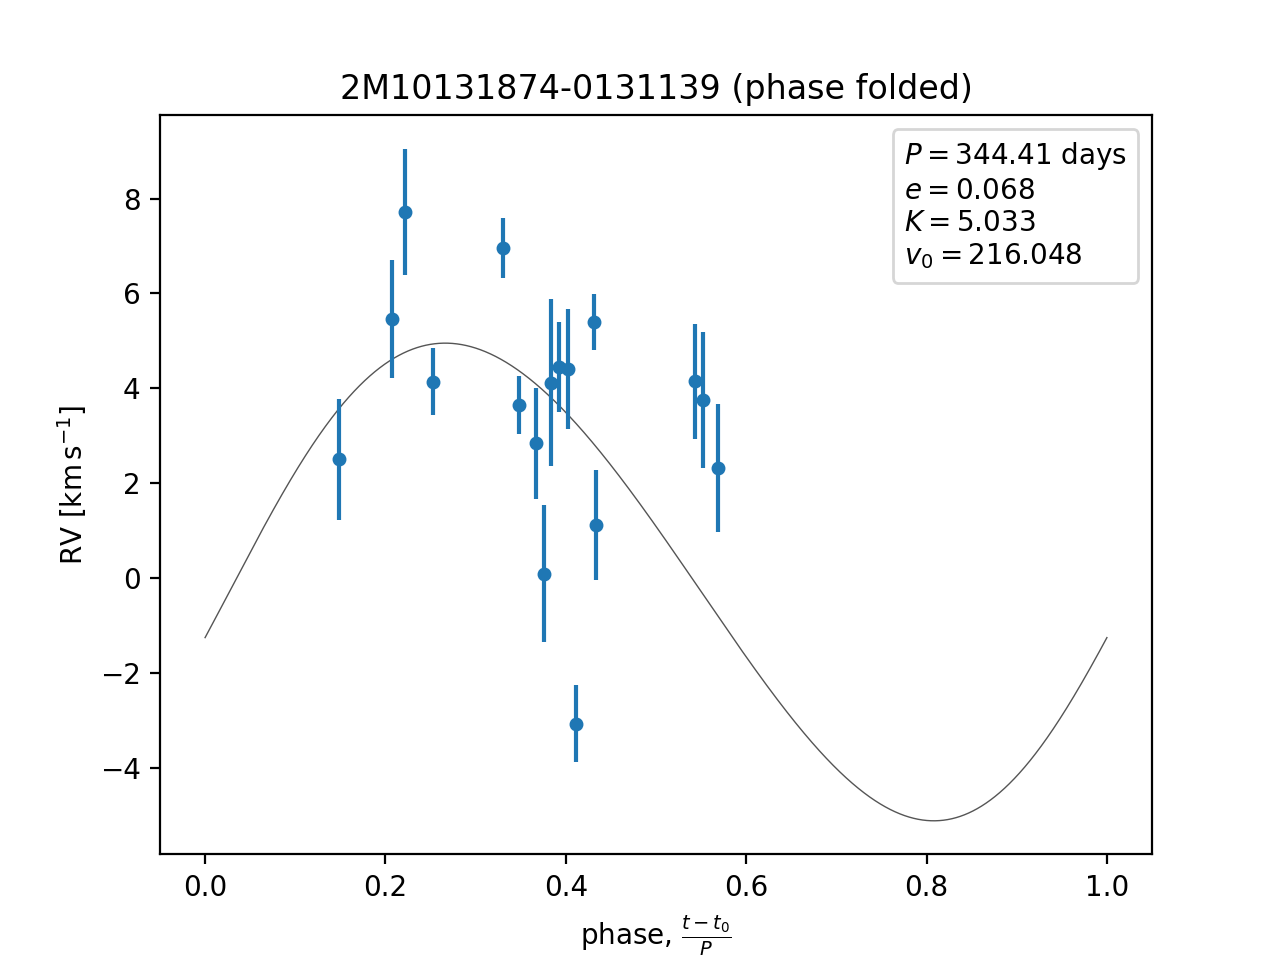 2M10131874-0131139 (phase folded)
P = 344.41 days
e = 0.068
K = 5.033
v₀ = 216.048
RV [km s⁻¹]
8
6
4
2
0
−2
−4
0.0 0.2 0.4 0.6 0.8 1.0
phase, (t − t₀)/P